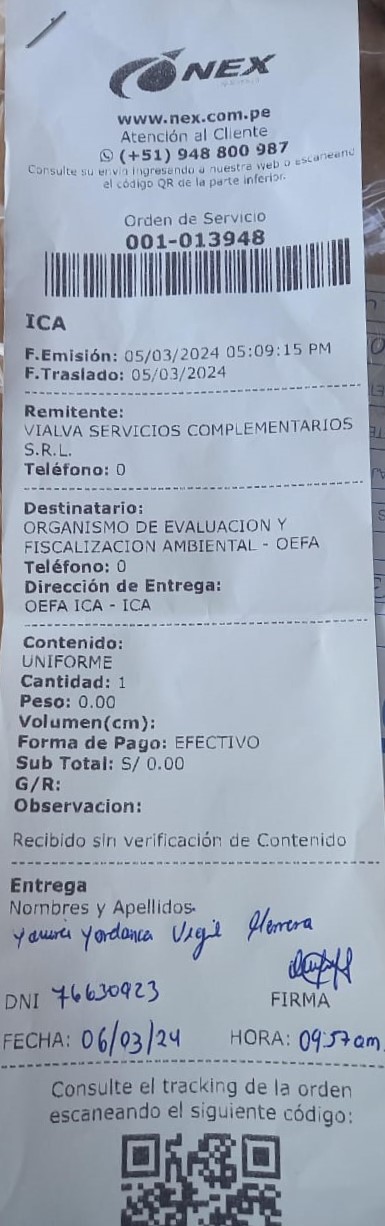 NEX
www.nex.com.pe
Atención al Cliente
(+51) 948 800 987
Consulte su envío ingresando a nuestra web o escaneand
el código QR de la parte inferior.
Orden de Servicio
001-013948
ICA
F.Emisión: 05/03/2024 05:09:15 PM
F.Traslado: 05/03/2024
Remitente:
VIALVA SERVICIOS COMPLEMENTARIOS
S.R.L.
Teléfono: 0
Destinatario:
ORGANISMO DE EVALUACION Y
FISCALIZACION AMBIENTAL - OEFA
Teléfono: 0
Dirección de Entrega:
OEFA ICA - ICA
Contenido:
UNIFORME
Cantidad: 1
Peso: 0.00
Volumen(cm):
Forma de Pago: EFECTIVO
Sub Total: S/ 0.00
G/R:
Observacion:
Recibido sin verificación de Contenido
Entrega
Nombres y Apellidos
Yordanca Vigil Herrera
DNI 76630923
FIRMA
FECHA: 06/03/24 HORA: 09:57am
Consulte el tracking de la orden
escaneando el siguiente código: